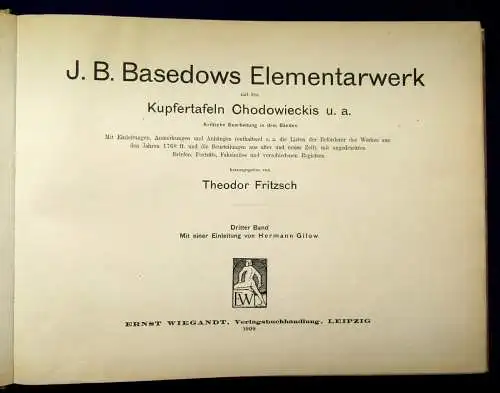 J. B. Basedows Elementarwerk
mit den
Kupfertafeln Chodowieckis u. a.
Kritische Bearbeitung in drei Bänden
Mit Einleitungen, Anmerkungen und Anhängen (enthaltend u. a. die Listen der Beförderer des Werkes aus
den Jahren 1768 ff. und die Beurteilungen aus alter und neuer Zeit), mit ungedruckten
Briefen, Porträts, Faksimiles und verschiedenen Registern
herausgegeben von
Theodor Fritzsch
Dritter Band
Mit einer Einleitung von Hermann Gilow
EW
ERNST WIEGANDT, Verlagsbuchhandlung, LEIPZIG
1909